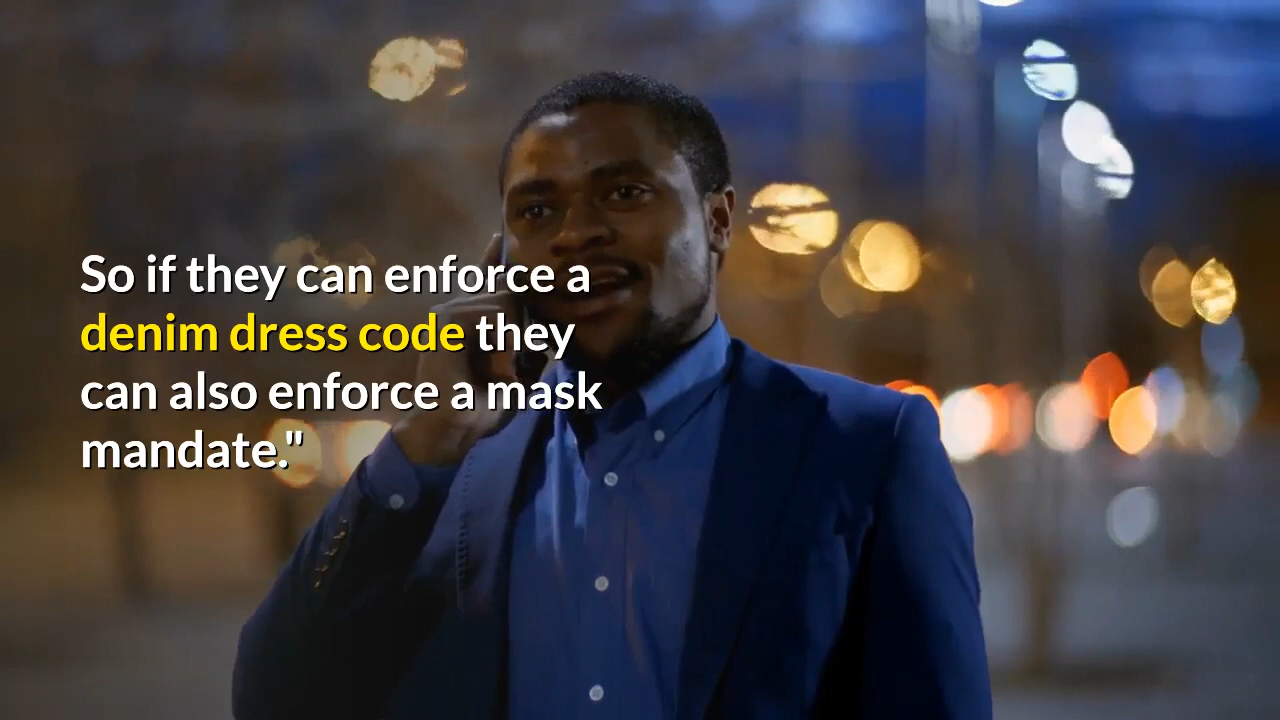 So if they can enforce a
denim dress code they
can also enforce a mask
mandate."